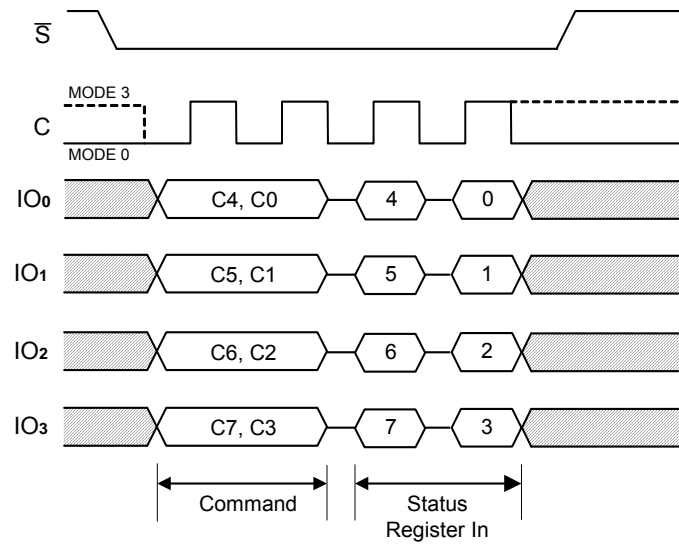 S̅
MODE 3
C
MODE 0
IO₀ C4, C0 4 0
IO₁ C5, C1 5 1
IO₂ C6, C2 6 2
IO₃ C7, C3 7 3
Command Status
Register In